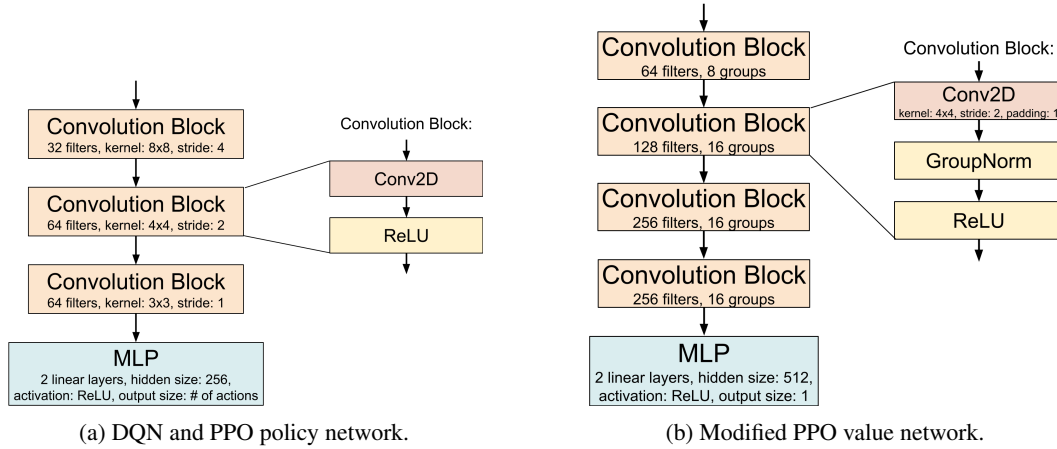 Convolution Block
32 filters, kernel: 8x8, stride: 4
Convolution Block
64 filters, kernel: 4x4, stride: 2
Convolution Block
64 filters, kernel: 3x3, stride: 1
MLP
2 linear layers, hidden size: 256,
activation: ReLU, output size: # of actions
Convolution Block:
Conv2D
ReLU
(a) DQN and PPO policy network.
Convolution Block
64 filters, 8 groups
Convolution Block
128 filters, 16 groups
Convolution Block
256 filters, 16 groups
Convolution Block
256 filters, 16 groups
MLP
2 linear layers, hidden size: 512,
activation: ReLU, output size: 1
Convolution Block:
Conv2D
kernel: 4x4, stride: 2, padding: 1
GroupNorm
ReLU
(b) Modified PPO value network.